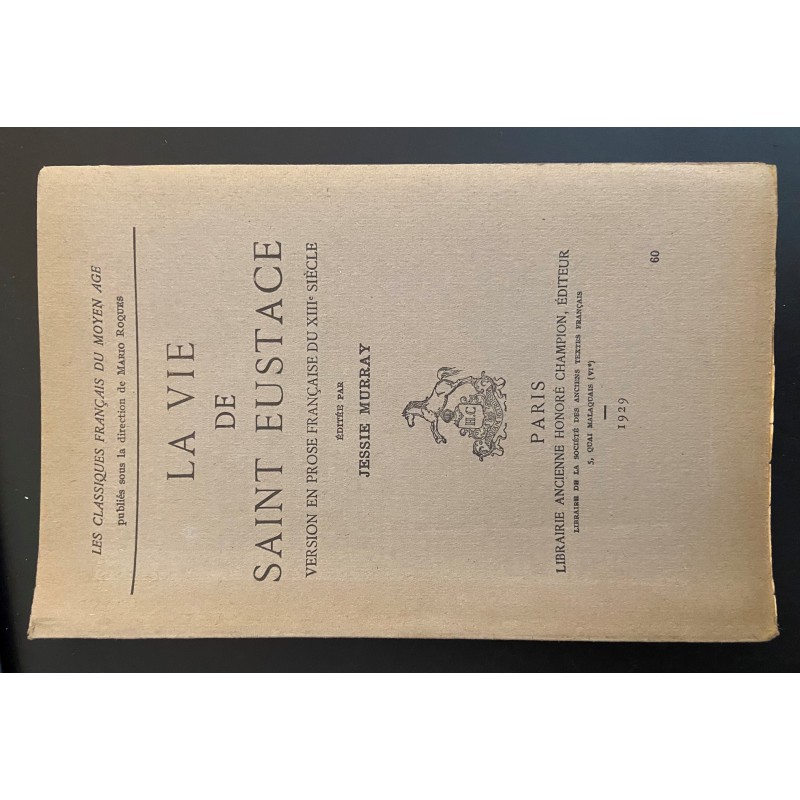 LES CLASSIQUES FRANÇAIS DU MOYEN AGE
publiés sous la direction de MARIO ROQUES
LA VIE
DE
SAINT EUSTACE
VERSION EN PROSE FRANÇAISE DU XIIIe SIÈCLE
ÉDITÉE PAR
JESSIE MURRAY
H.C
PARIS
LIBRAIRIE ANCIENNE HONORÉ CHAMPION, ÉDITEUR
LIBRAIRE DE LA SOCIÉTÉ DES ANCIENS TEXTES FRANÇAIS
5, QUAI MALAQUAIS (VIe)
1929
60